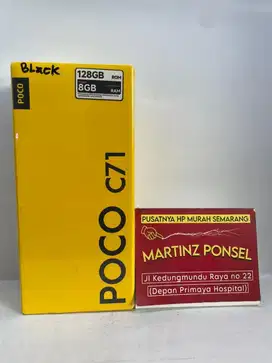 BLacK
POCO
128GB ROM
8GB RAM
POCO C71
PUSATNYA HP MURAH SEMARANG
MARTINZ PONSEL
Jl Kedungmundu Raya no 22
(Depan Primaya Hospital)